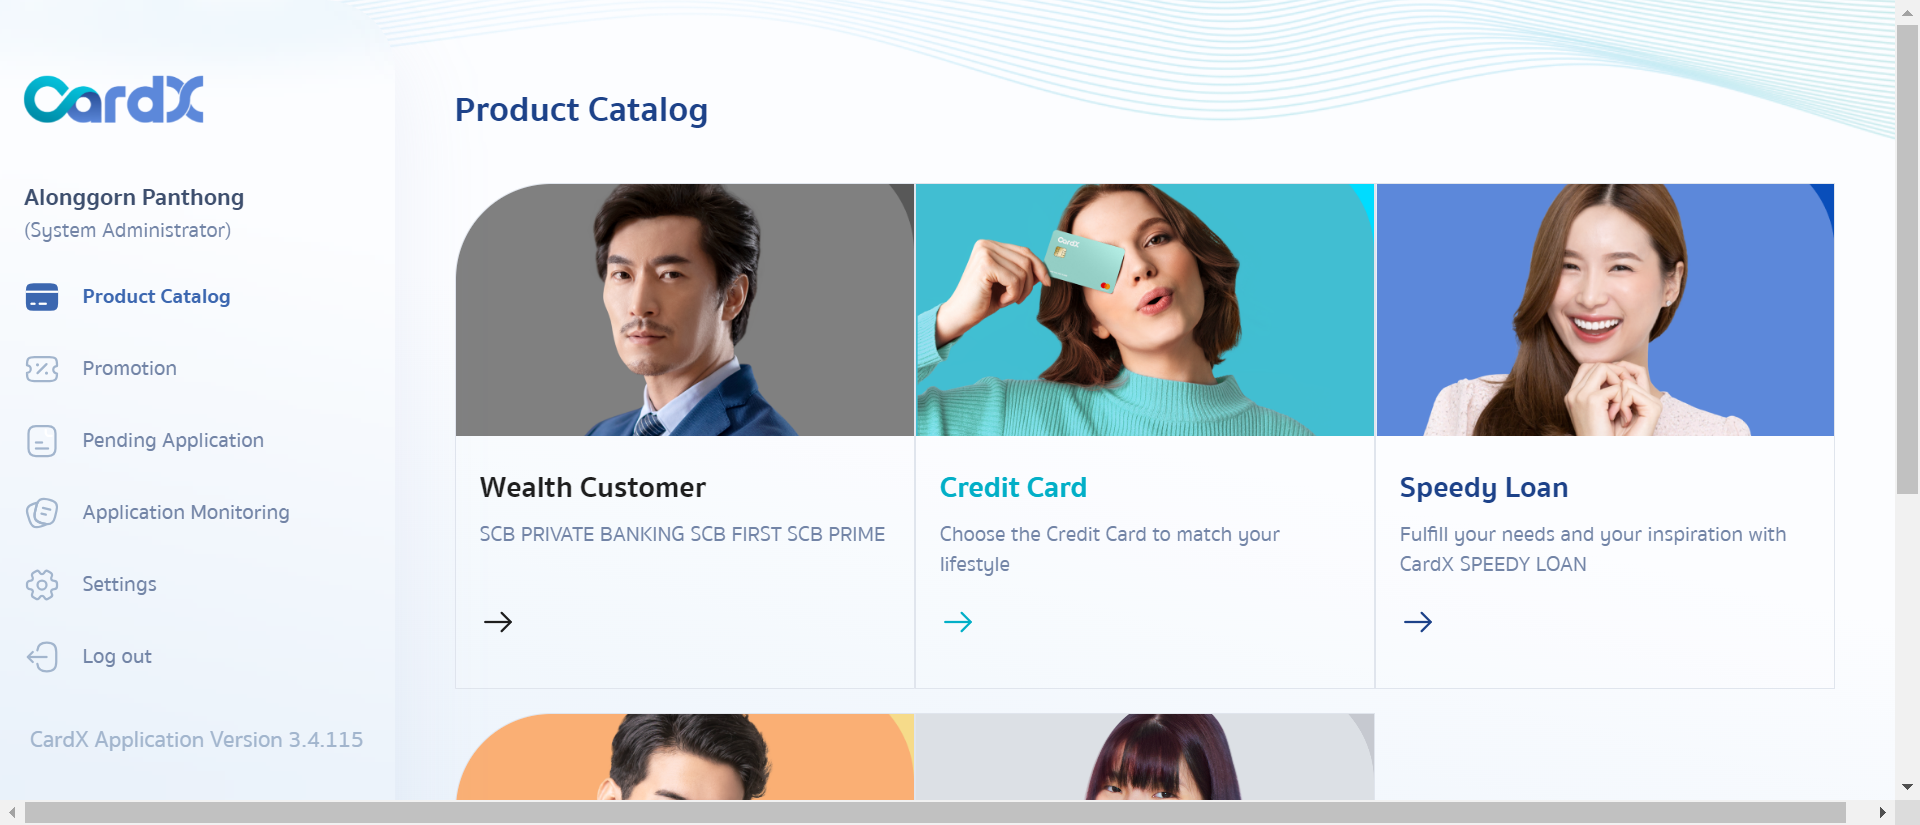 CardX
Alonggorn Panthong
(System Administrator)
Product Catalog
Promotion
Pending Application
Application Monitoring
Settings
Log out
CardX Application Version 3.4.115
Product Catalog
CardX
Wealth Customer
SCB PRIVATE BANKING SCB FIRST SCB PRIME
Credit Card
Choose the Credit Card to match your
lifestyle
Speedy Loan
Fulfill your needs and your inspiration with
CardX SPEEDY LOAN